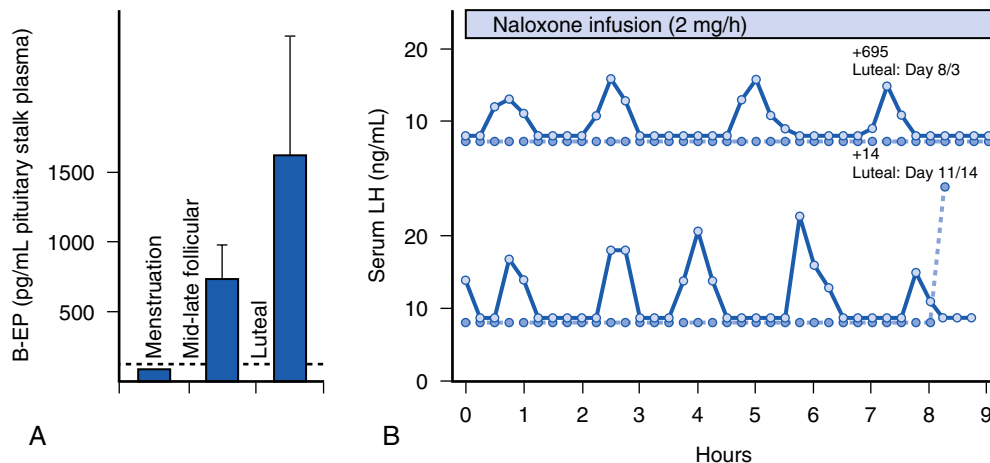 B-EP (pg/mL pituitary stalk plasma)
1500
1000
500
Menstruation
Mid-late follicular
Luteal
A
Naloxone infusion (2 mg/h)
Serum LH (ng/mL)
20
10
+695
Luteal: Day 8/3
+14
Luteal: Day 11/14
20
10
0
0 1 2 3 4 5 6 7 8 9
Hours
B